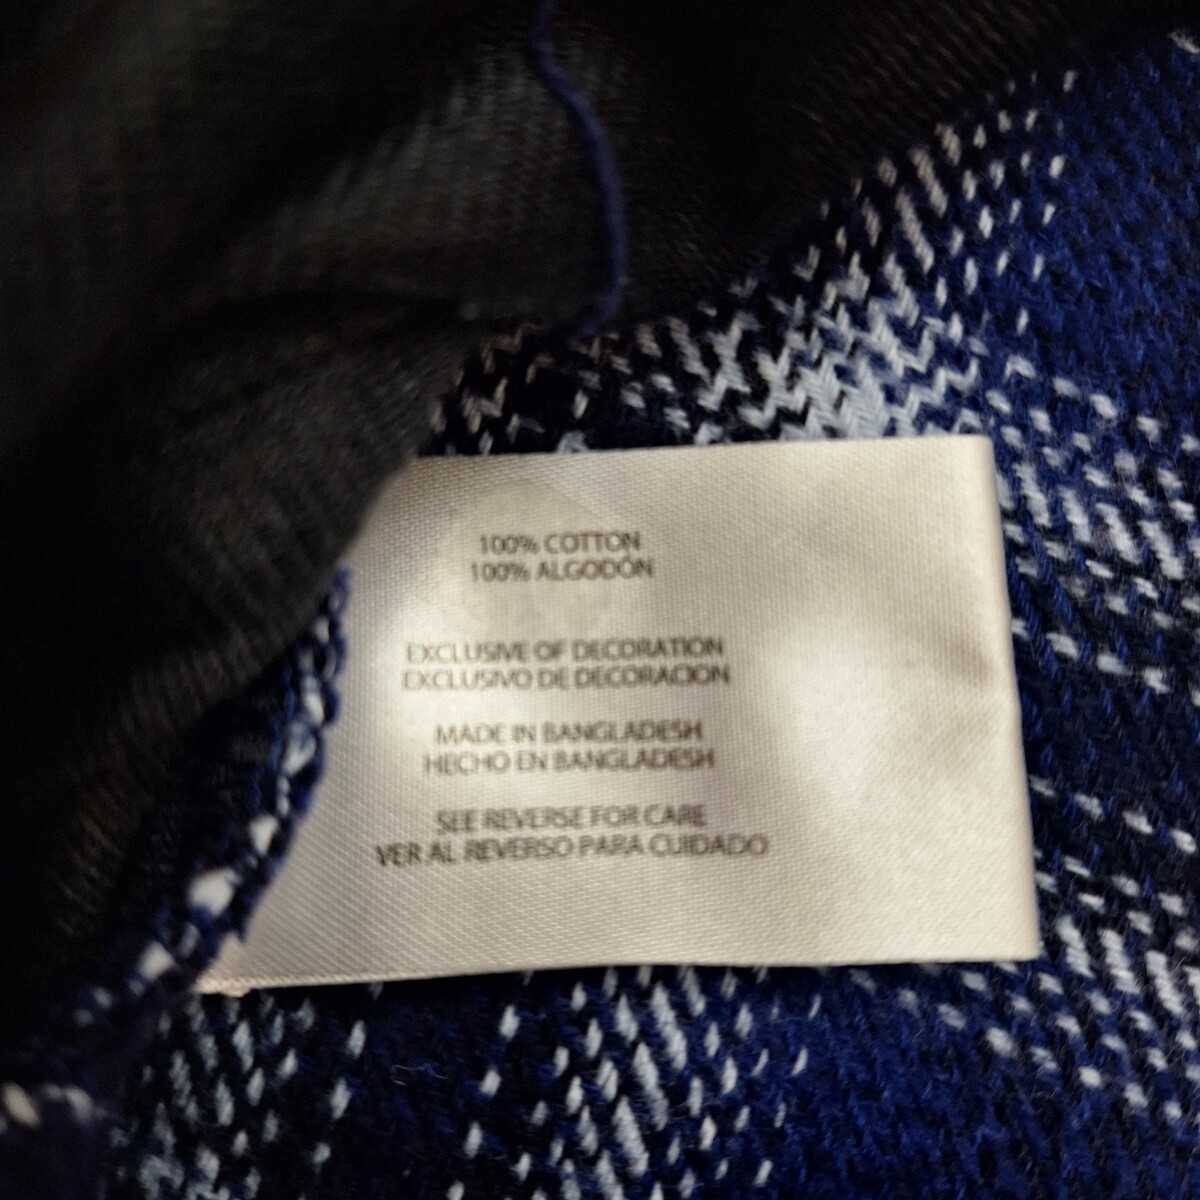 100% COTTON
100% ALGODÓN
EXCLUSIVE OF DECORATION
EXCLUSIVO DE DECORACION
MADE IN BANGLADESH
HECHO EN BANGLADESH
SEE REVERSE FOR CARE
VER AL REVERSO PARA CUIDADO